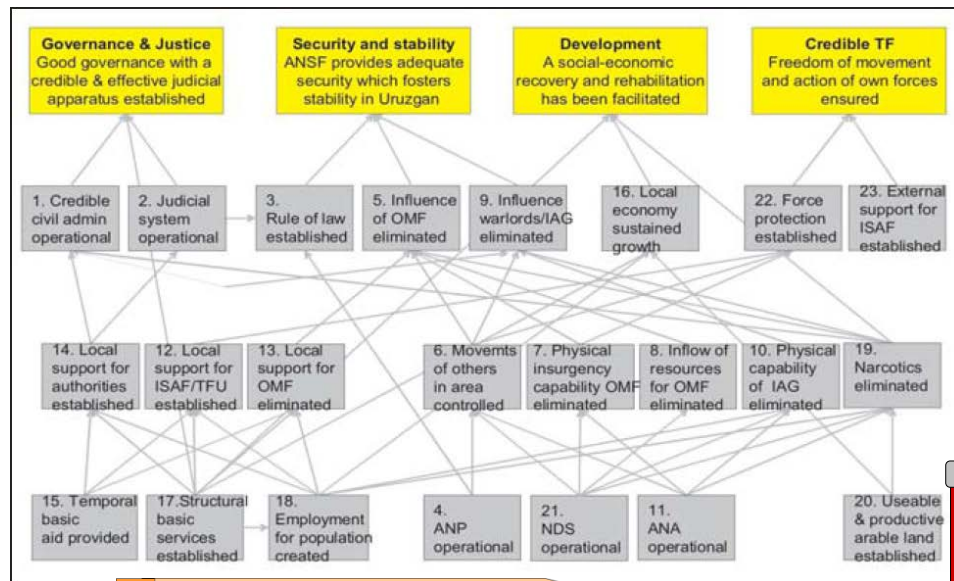 Governance & Justice
Good governance with a
credible & effective judicial
apparatus established
Security and stability
ANSF provides adequate
security which fosters
stability in Uruzgan
Development
A social-economic
recovery and rehabilitation
has been facilitated
Credible TF
Freedom of movement
and action of own forces
ensured
1. Credible
civil admin
operational
2. Judicial
system
operational
3.
Rule of law
established
5. Influence
of OMF
eliminated
9. Influence
warlords/IAG
eliminated
16. Local
economy
sustained
growth
22. Force
protection
established
23. External
support for
ISAF
established
14. Local
support for
authorities
established
12. Local
support for
ISAF/TFU
established
13. Local
support for
OMF
eliminated
6. Movemts
of others
in area
controlled
7. Physical
insurgency
capability OMF
eliminated
8. Inflow of
resources
for OMF
eliminated
10. Physical
capability
of IAG
eliminated
19.
Narcotics
eliminated
15. Temporal
basic
aid provided
17.Structural
basic
services
established
18.
Employment
for population
created
4.
ANP
operational
21.
NDS
operational
11.
ANA
operational
20. Useable
& productive
arable land
established